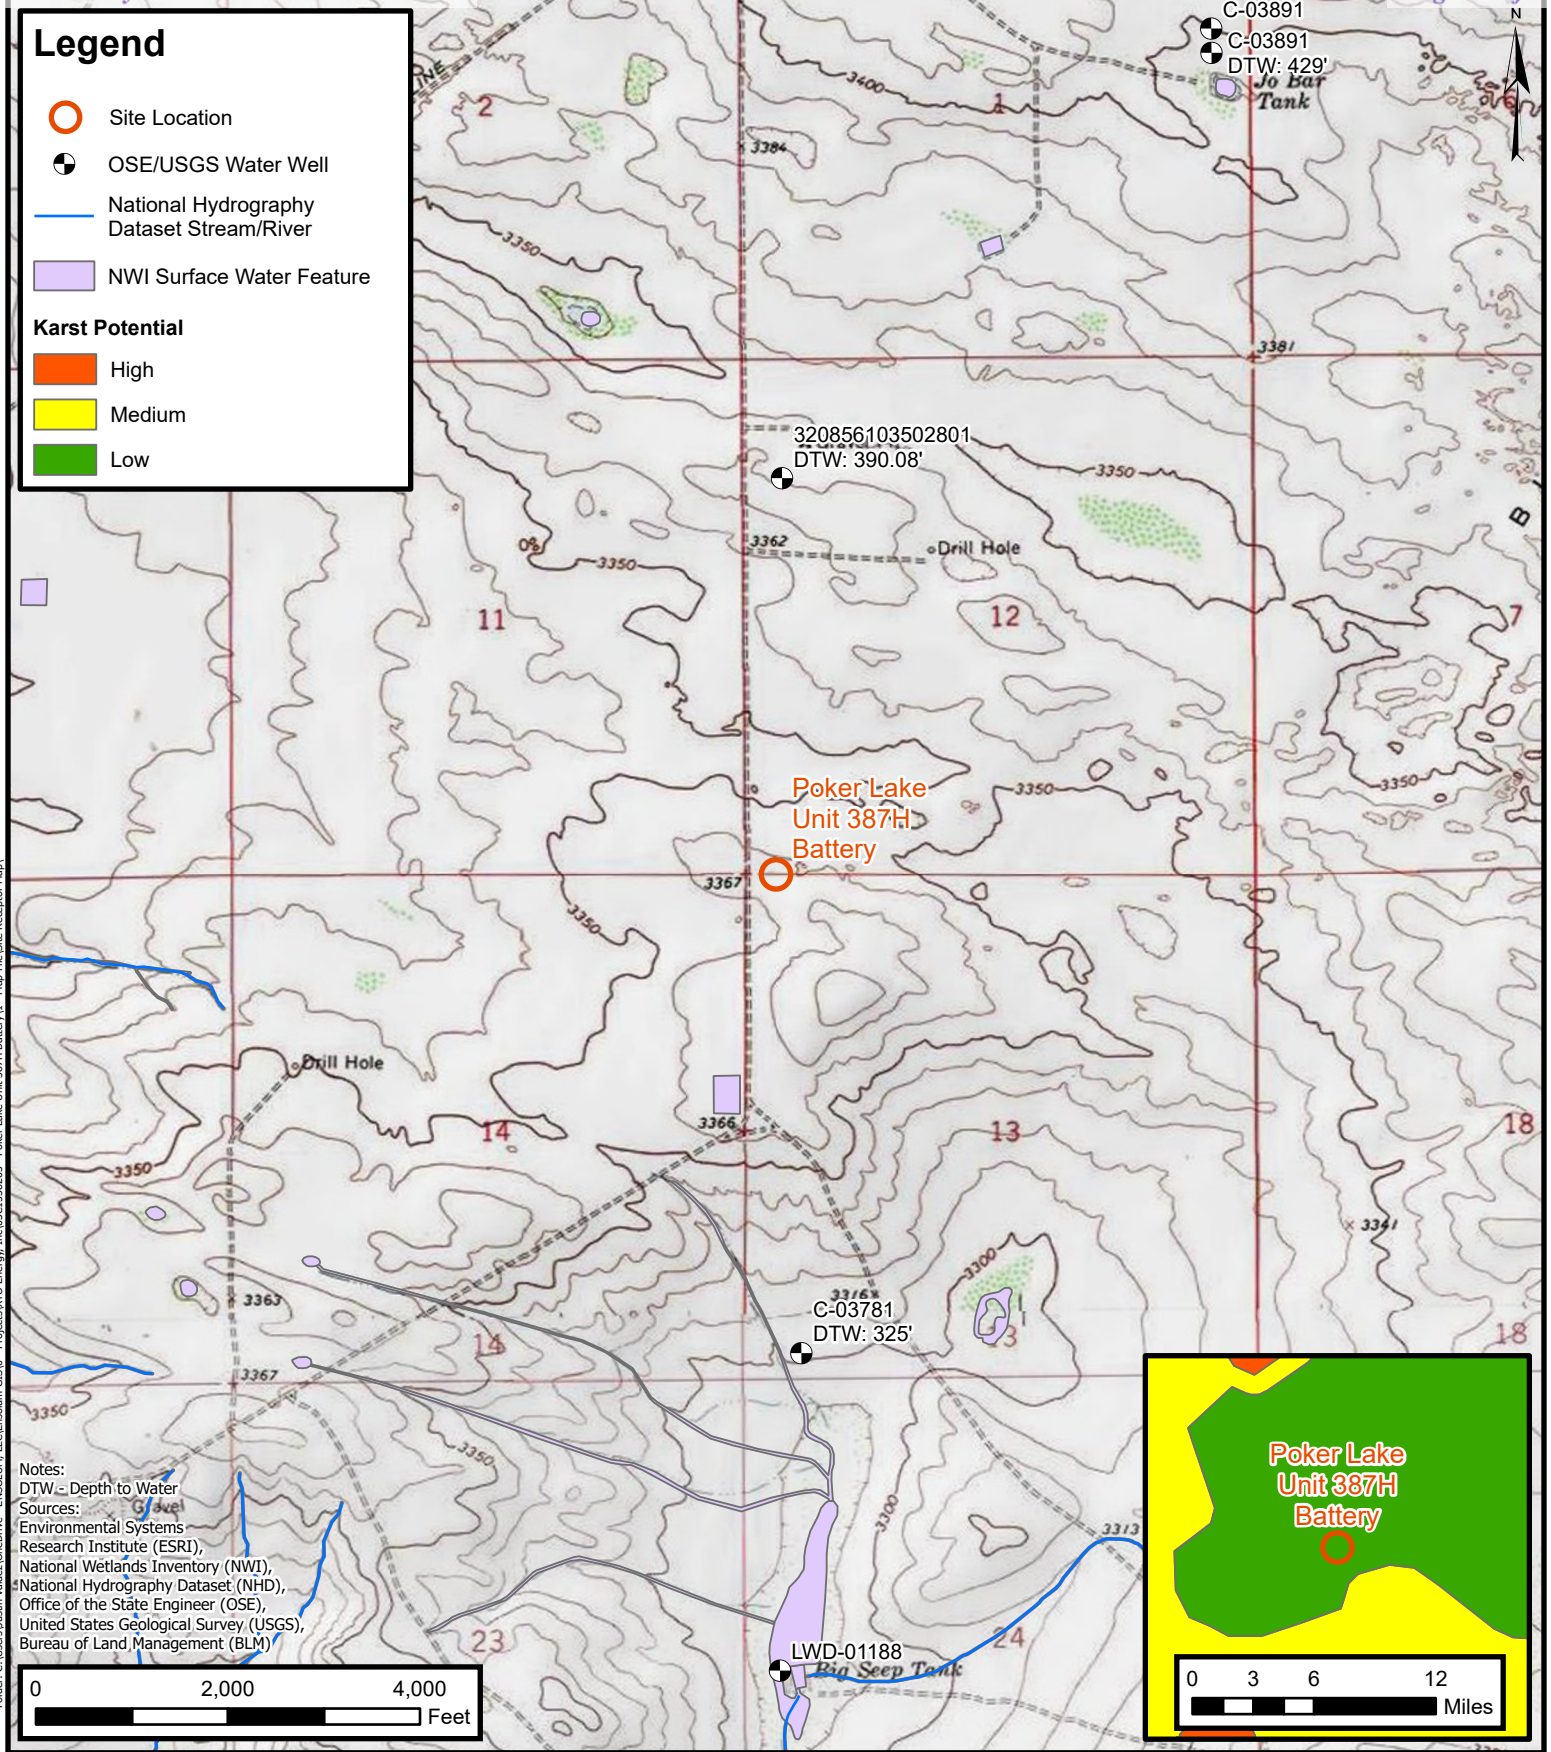 Legend
Site Location
OSE/USGS Water Well
National Hydrography
Dataset Stream/River
NWI Surface Water Feature
Karst Potential
High
Medium
Low
C-03891
C-03891
DTW: 429'
Jo Bar
Tank
N
INE
2
3400
1
6
3384
3350
3381
320856103502801
DTW: 390.08'
3350
B
3362
Drill Hole
3350
11
12
7
3350
3350
Poker Lake
Unit 387H
Battery
3367
3350
Drill Hole
14
3366
13
18
3350
3341
3300
3363
3316
C-03781
DTW: 325'
14
13
18
3367
3350
3350
3300
3313
Gravel
23
24
LWD-01188
Big Seep Tank
Notes:
DTW - Depth to Water
Sources:
Environmental Systems
Research Institute (ESRI),
National Wetlands Inventory (NWI),
National Hydrography Dataset (NHD),
Office of the State Engineer (OSE),
United States Geological Survey (USGS),
Bureau of Land Management (BLM)
0 2,000 4,000
Feet
Poker Lake
Unit 387H
Battery
0 3 6 12
Miles